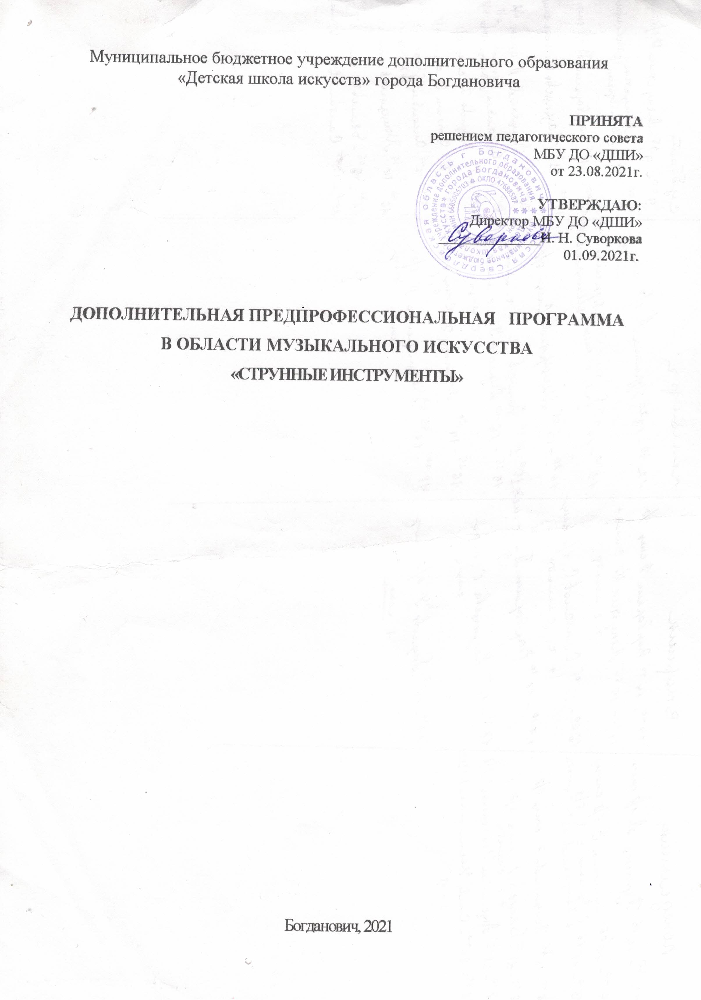 Муниципальное бюджетное учреждение дополнительного образования
«Детская школа искусств» города Богдановича
ПРИНЯТА
решением педагогического совета
МБУ ДО «ДШИ»
от 23.08.2021г.
УТВЕРЖДАЮ:
Директор МБУ ДО «ДШИ»
Суворкова И. Н. Суворкова
01.09.2021г.
ДОПОЛНИТЕЛЬНАЯ ПРЕДПРОФЕССИОНАЛЬНАЯ ПРОГРАММА
В ОБЛАСТИ МУЗЫКАЛЬНОГО ИСКУССТВА
«СТРУННЫЕ ИНСТРУМЕНТЫ»
Богданович, 2021
Россия Свердловская область г Богданович
Муниципальное бюджетное учреждение дополнительного образования
школа искусств» города Богдановича
ИНН 6605005703 * ОКПО 47688587